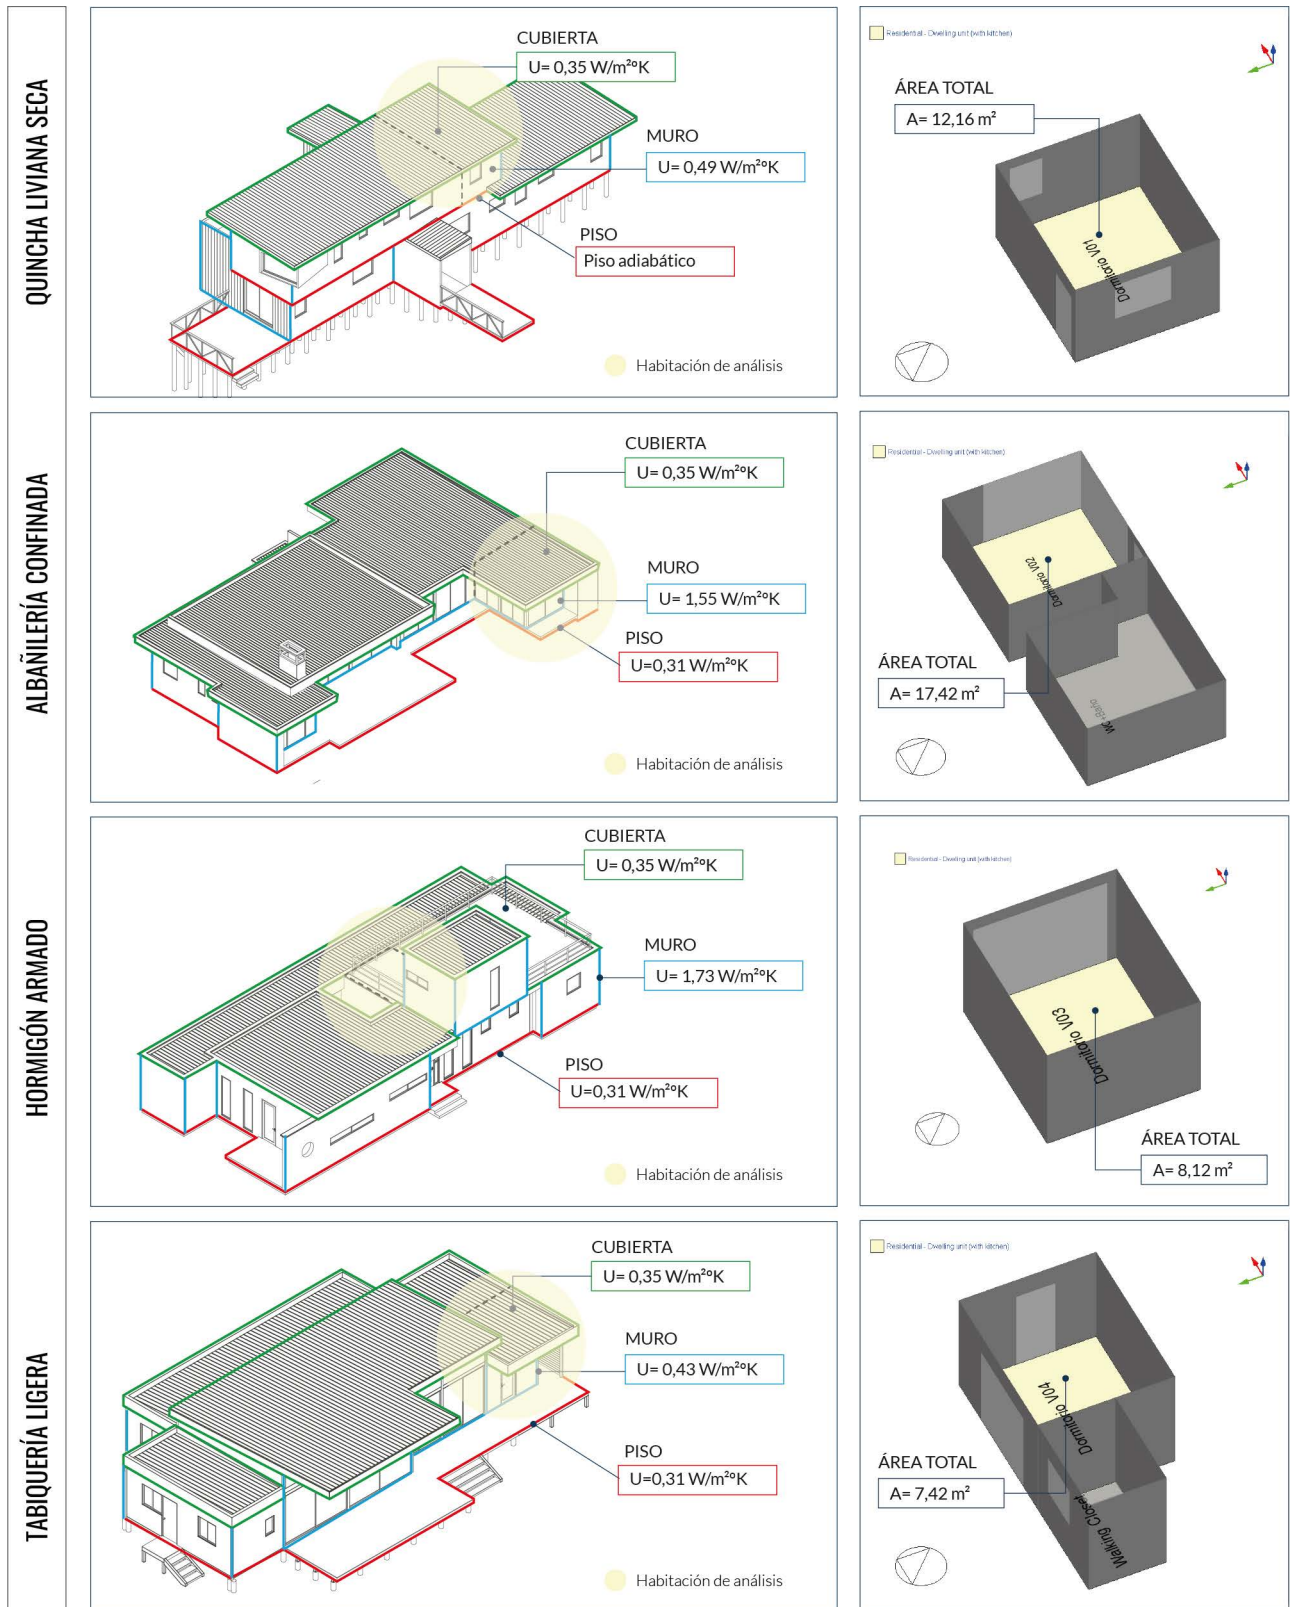 QUINCHA LIVIANA SECA
CUBIERTA
U= 0,35 W/m²ºK
MURO
U= 0,49 W/m²ºK
PISO
Piso adiabático
Habitación de análisis
Residential - Dwelling unit (with kitchen)
ÁREA TOTAL
A= 12,16 m²
Dormitorio V01
ALBAÑILERÍA CONFINADA
CUBIERTA
U= 0,35 W/m²ºK
MURO
U= 1,55 W/m²ºK
PISO
U=0,31 W/m²ºK
Habitación de análisis
Residential - Dwelling unit (with kitchen)
Dormitorio V02
ÁREA TOTAL
A= 17,42 m²
WC+Baño
HORMIGÓN ARMADO
CUBIERTA
U= 0,35 W/m²ºK
MURO
U= 1,73 W/m²ºK
PISO
U=0,31 W/m²ºK
Habitación de análisis
Residential - Dwelling unit (with kitchen)
Dormitorio V03
ÁREA TOTAL
A= 8,12 m²
TABIQUERÍA LIGERA
CUBIERTA
U= 0,35 W/m²ºK
MURO
U= 0,43 W/m²ºK
PISO
U=0,31 W/m²ºK
Habitación de análisis
Residential - Dwelling unit (with kitchen)
Dormitorio V04
ÁREA TOTAL
A= 7,42 m²
Walking Closet